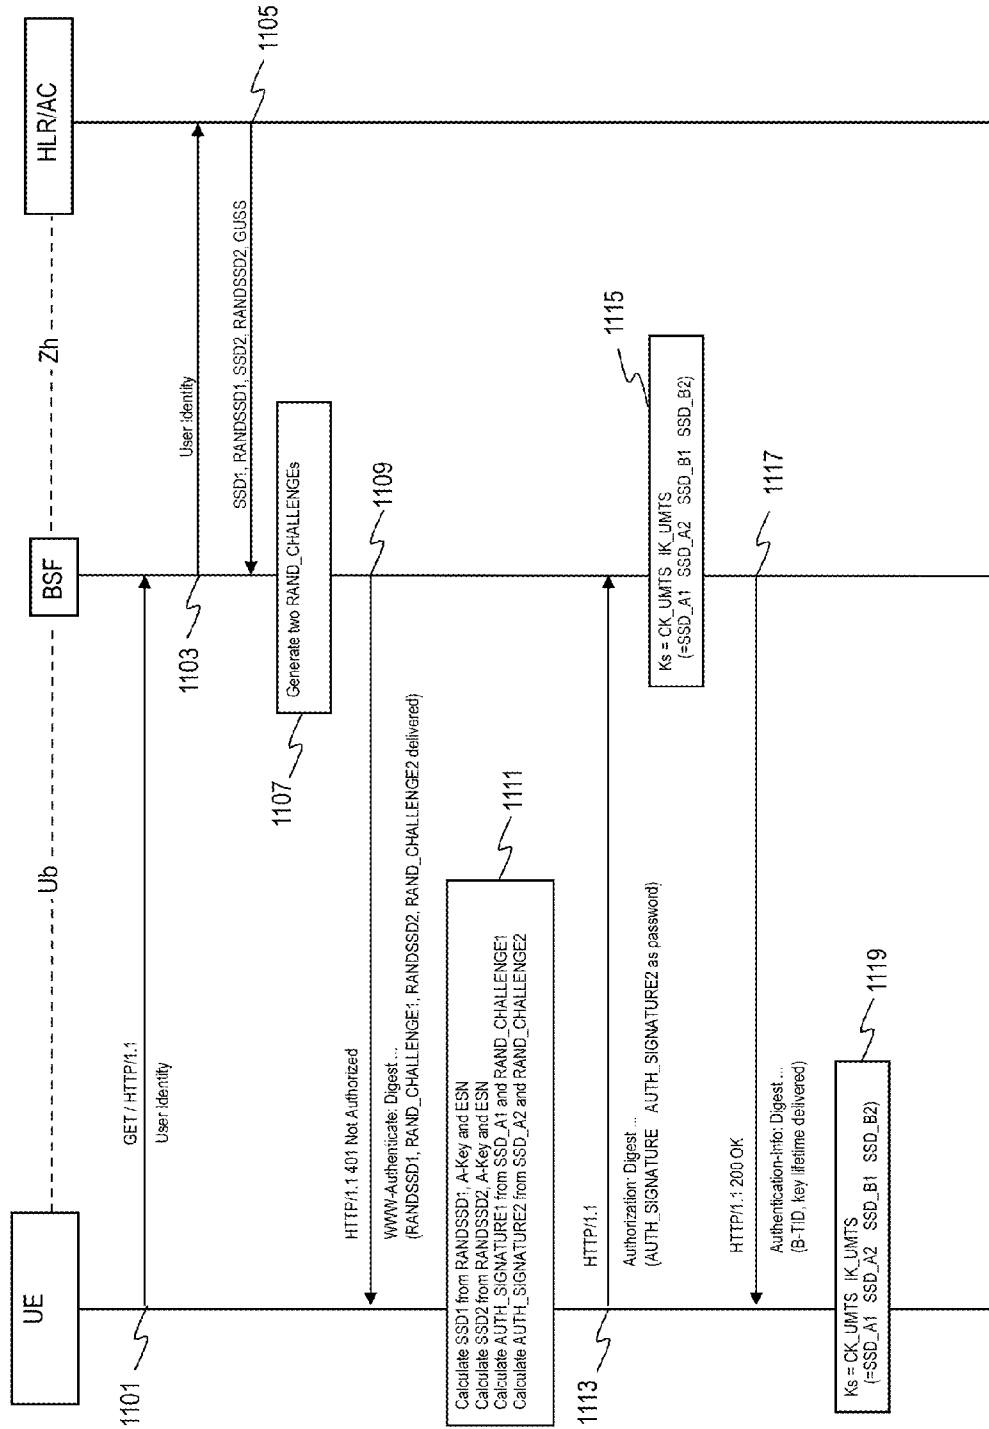 UE
Ub
BSF
Zh
HLR/AC
GET / HTTP/1.1
User Identity
1101
User Identity
1103
SSD1, RANDSSD1, SSD2, RANDSSD2, GUSS
1105
Generate two RAND_CHALLENGEs
1107
HTTP/1.1 401 Not Authorized
WWW-Authenticate: Digest ...
(RANDSSD1, RAND_CHALLENGE1, RANDSSD2, RAND_CHALLENGE2 delivered)
1109
Calculate SSD1 from RANDSSD1, A-Key and ESN
Calculate SSD2 from RANDSSD2, A-Key and ESN
Calculate AUTH_SIGNATURE1 from SSD_A1 and RAND_CHALLENGE1
Calculate AUTH_SIGNATURE2 from SSD_A2 and RAND_CHALLENGE2
1111
HTTP/1.1
Authorization: Digest ...
(AUTH_SIGNATURE AUTH_SIGNATURE2 as password)
1113
Ks = CK_UMTS IK_UMTS
(=SSD_A1 SSD_A2 SSD_B1 SSD_B2)
1115
HTTP/1.1 200 OK
Authentication-Info: Digest ...
(B-TID, key lifetime delivered)
1117
Ks = CK_UMTS IK_UMTS
(=SSD_A1 SSD_A2 SSD_B1 SSD_B2)
1119